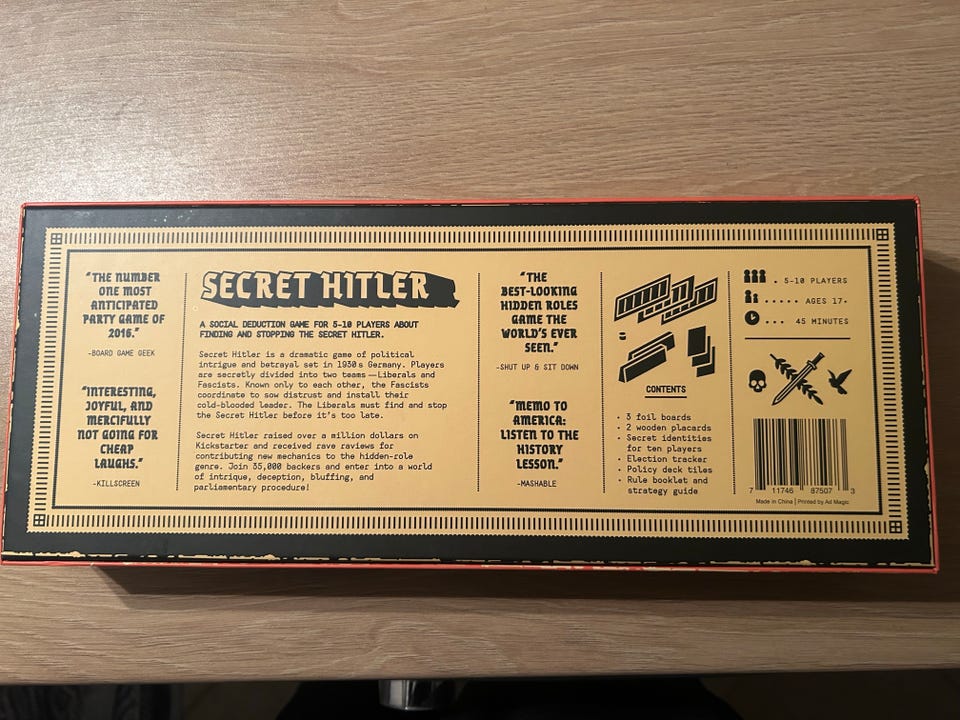 “THE NUMBER
ONE MOST
ANTICIPATED
PARTY GAME OF
2016.”
-BOARD GAME GEEK
“INTERESTING,
JOYFUL, AND
MERCIFULLY
NOT GOING FOR
CHEAP
LAUGHS.”
-KILLSCREEN
SECRET HITLER
A SOCIAL DEDUCTION GAME FOR 5-10 PLAYERS ABOUT
FINDING AND STOPPING THE SECRET HITLER.
Secret Hitler is a dramatic game of political
intrigue and betrayal set in 1930's Germany. Players
are secretly divided into two teams—Liberals and
Fascists. Known only to each other, the Fascists
coordinate to sow distrust and install their
cold-blooded leader. The Liberals must find and stop
the Secret Hitler before it's too late.
Secret Hitler raised over a million dollars on
Kickstarter and received rave raviews for
contributing new mechanics to the hidden-role
genre. Join 35,000 backers and enter into a world
of intrique, deception, bluffing, and
parliamentary procedure!
“THE
BEST-LOOKING
HIDDEN ROLES
GAME THE
WORLD'S EVER
SEEN.”
-SHUT UP & SIT DOWN
“MEMO TO
AMERICA:
LISTEN TO THE
HISTORY
LESSON.”
-MASHABLE
CONTENTS
• 3 foil boards
• 2 wooden placards
• Secret identities
for ten players
• Election tracker
• Policy deck tiles
• Rule booklet and
strategy guide
. 5-10 PLAYERS
..... AGES 17+
... 45 MINUTES
7 11746 87507 3
Made in China | Printed by Ad Magic